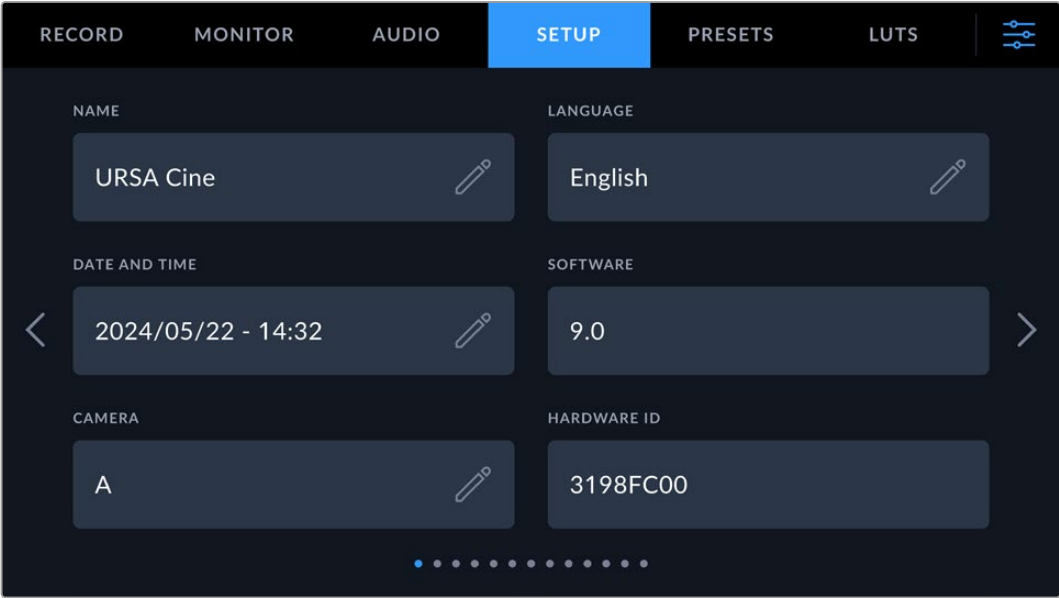 RECORD MONITOR AUDIO SETUP PRESETS LUTS
NAME LANGUAGE
URSA Cine English
DATE AND TIME SOFTWARE
2024/05/22 - 14:32 9.0
CAMERA HARDWARE ID
A 3198FC00